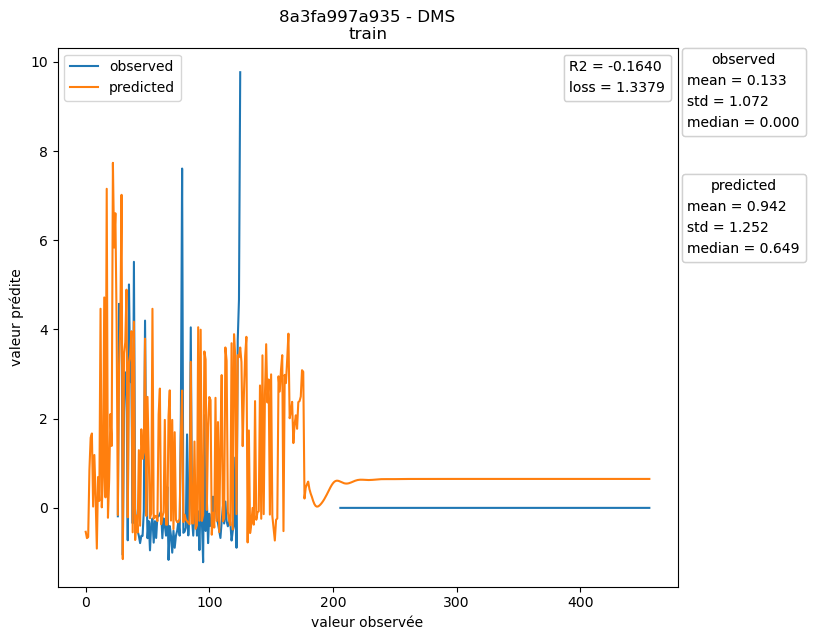 8a3fa997a935 - DMS
train
observed
predicted
R2 = -0.1640
loss = 1.3379
observed
mean = 0.133
std = 1.072
median = 0.000
predicted
mean = 0.942
std = 1.252
median = 0.649
valeur prédite
10
8
6
4
2
0
0
100
200
300
400
valeur observée